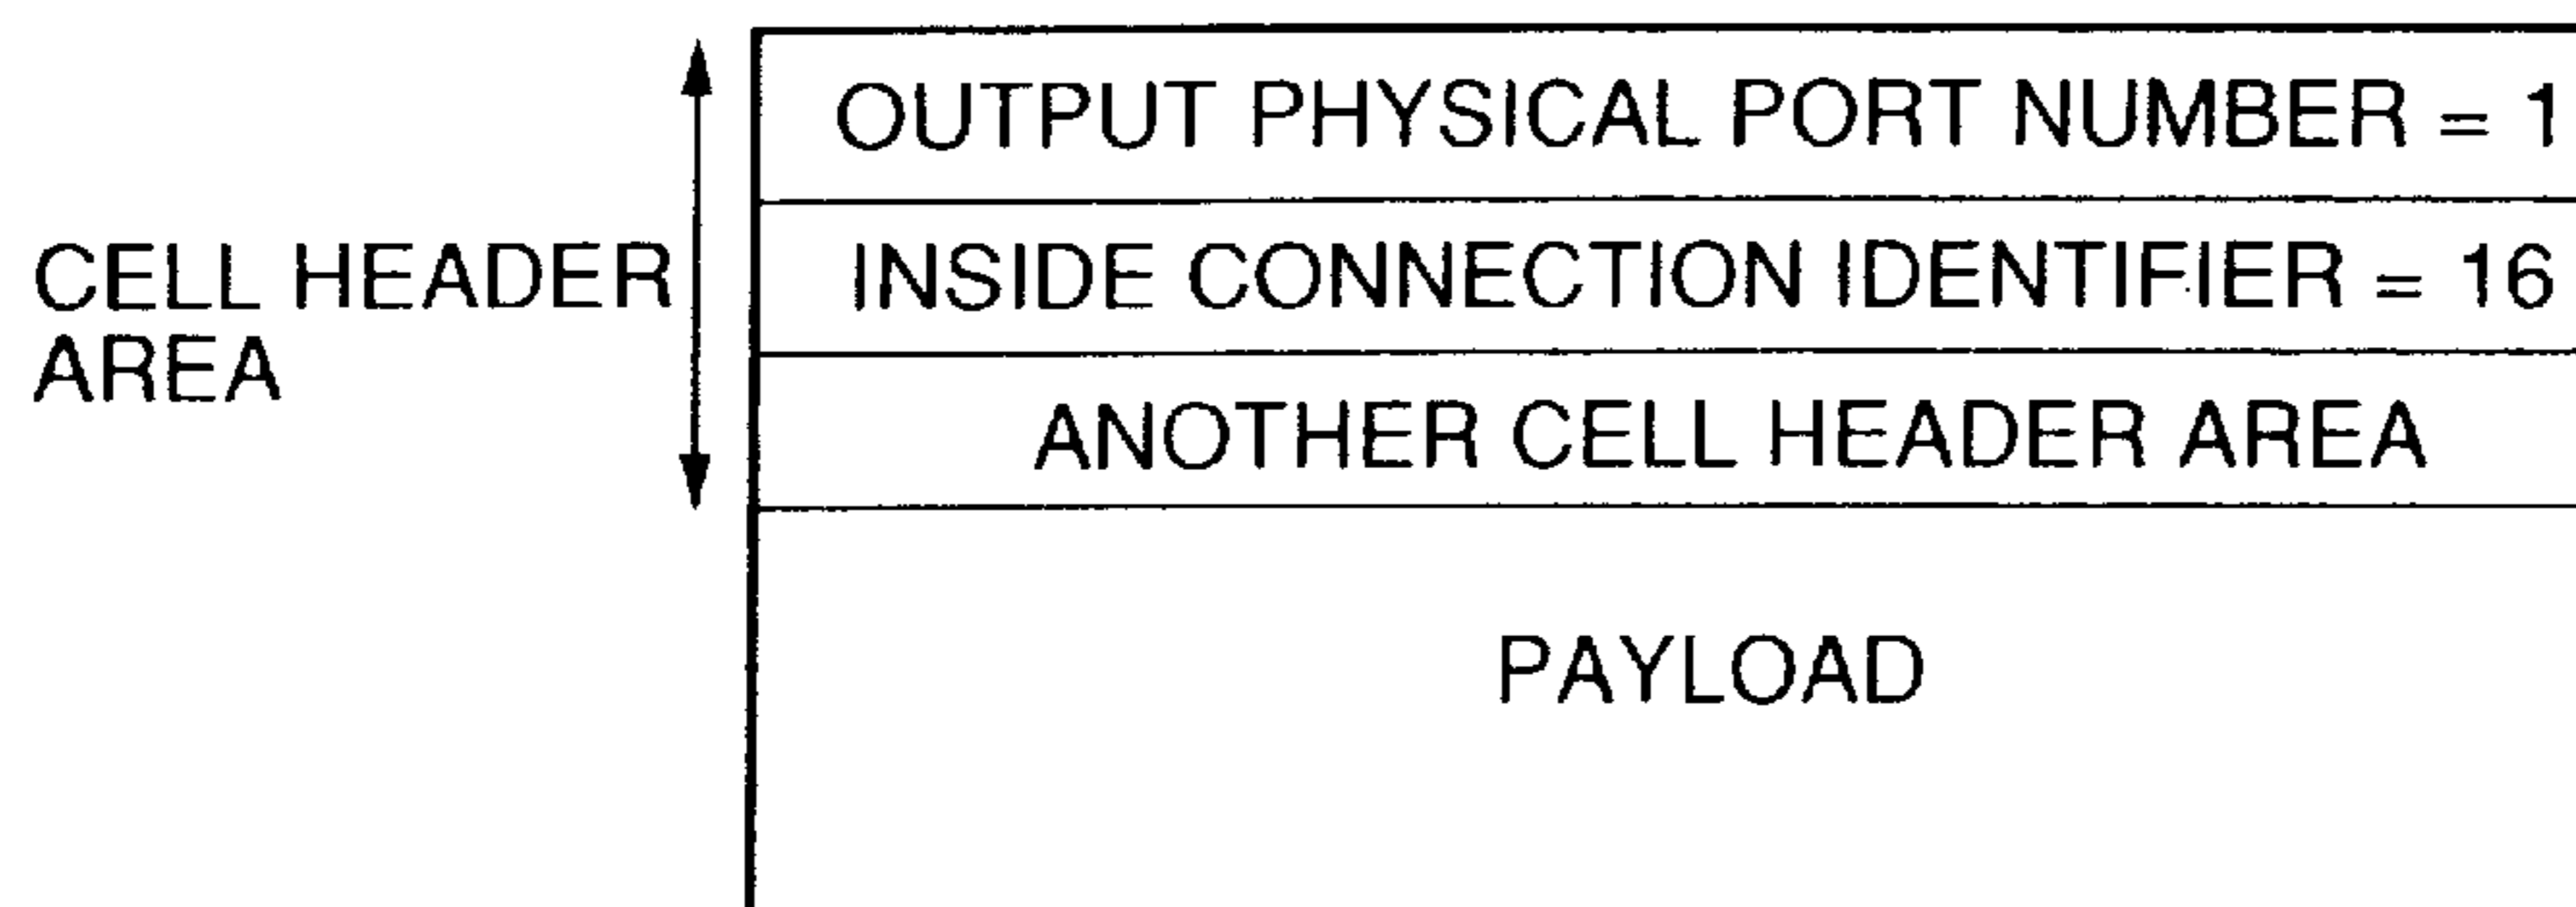 OUTPUT PHYSICAL PORT NUMBER = 1
INSIDE CONNECTION IDENTIFIER = 16
CELL HEADER
AREA
ANOTHER CELL HEADER AREA
PAYLOAD